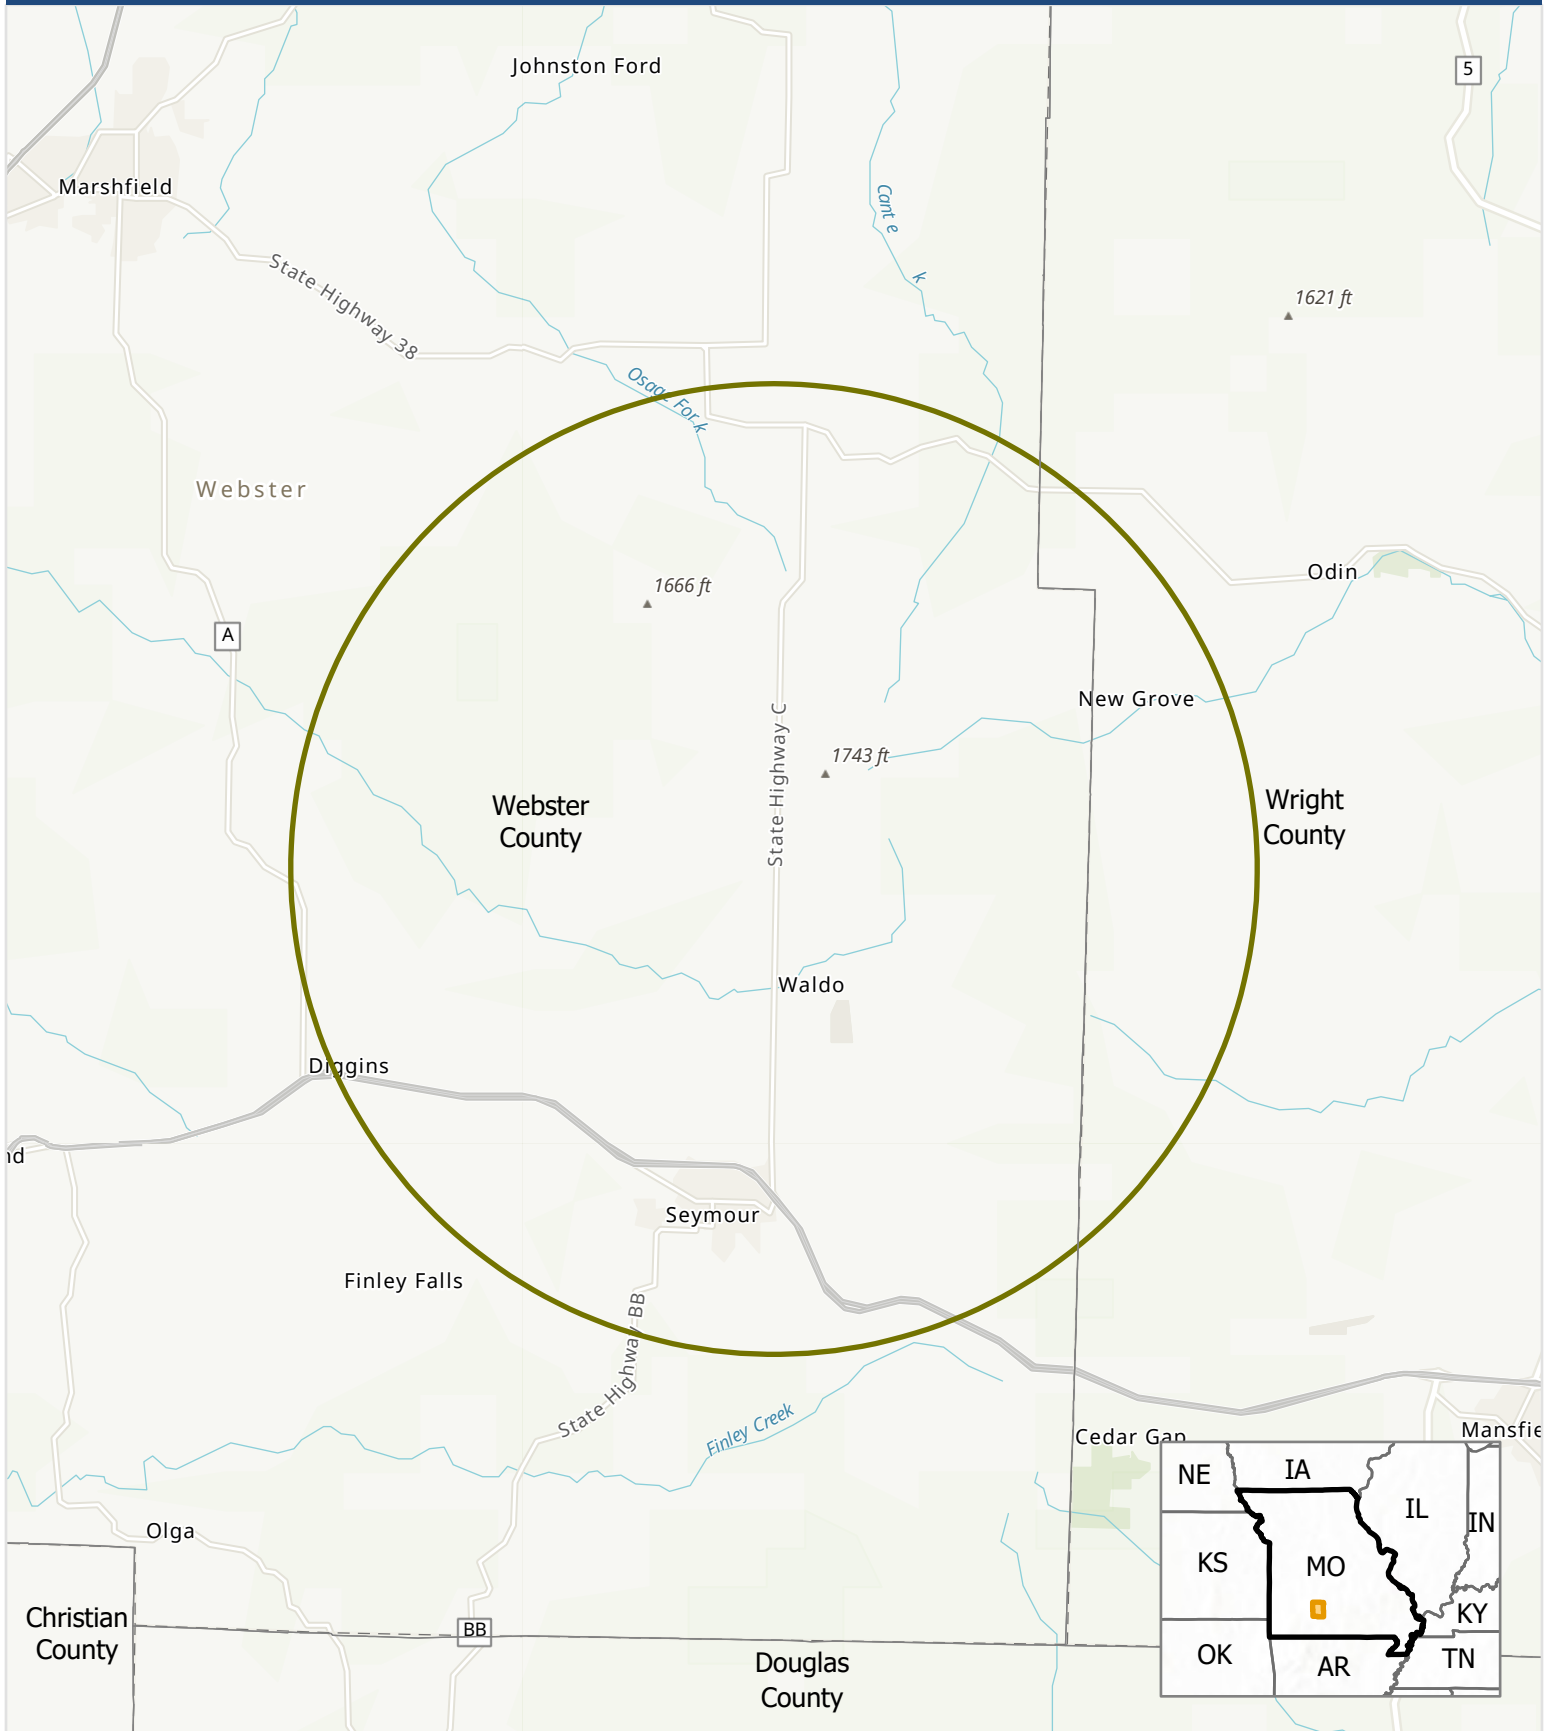 Johnston Ford
5
Marshfield
Cant e
k
State Highway 38
1621 ft
Osage Fork
Webster
Odin
1666 ft
A
New Grove
State Highway C
1743 ft
Webster
County
Wright
County
Waldo
Diggins
nd
Seymour
Finley Falls
State Highway BB
Finley Creek
Cedar Gap
Mansfie
Olga
Christian
County
BB
Douglas
County
NE
IA
IL
IN
KS
MO
KY
OK
AR
TN